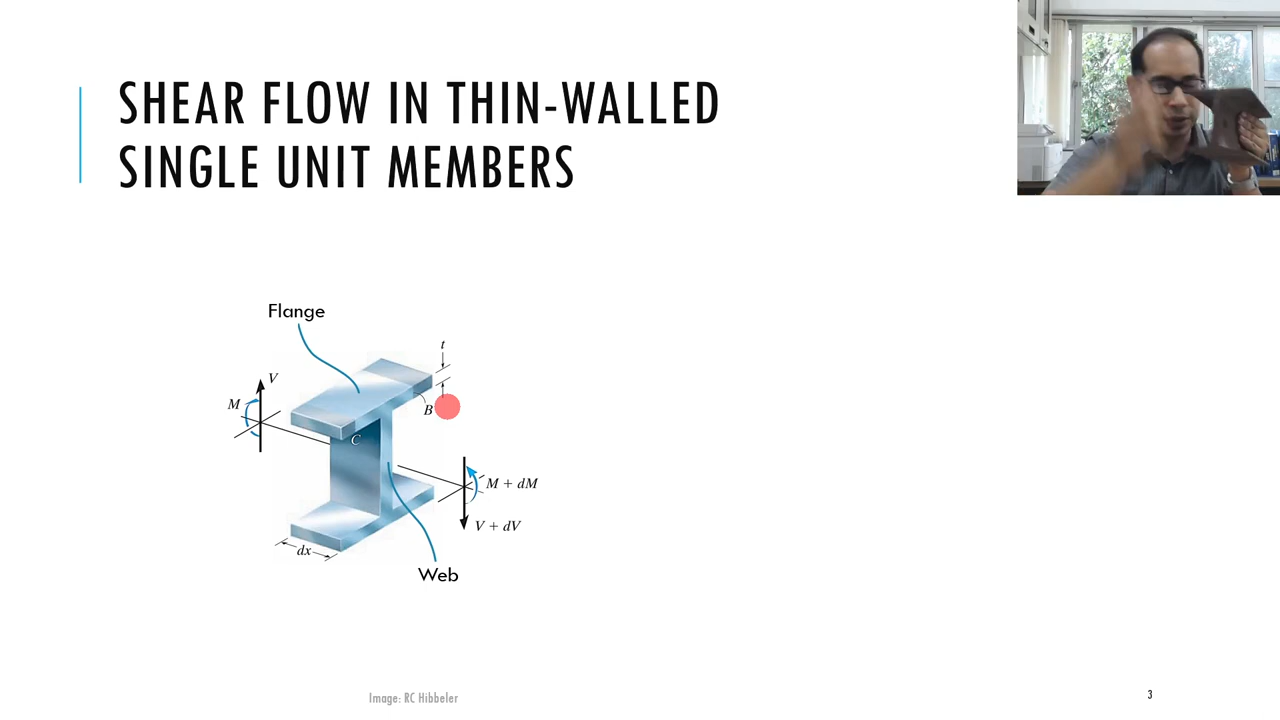 SHEAR FLOW IN THIN-WALLED
SINGLE UNIT MEMBERS
Flange
t
V
M
B
C
M + dM
V + dV
dx
Web
Image: RC Hibbeler
3